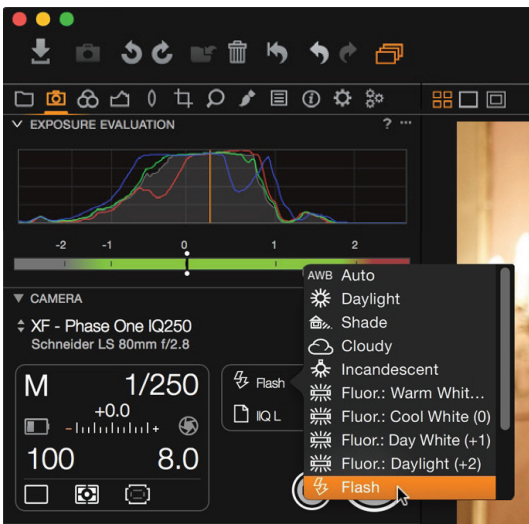 EXPOSURE EVALUATION
? ...
-2 -1 0 1 2
CAMERA
XF - Phase One IQ250
Schneider LS 80mm f/2.8
M 1/250
+0.0
- +
100 8.0
Flash
IIQ L
AWB Auto
Daylight
Shade
Cloudy
Incandescent
Fluor.: Warm Whit...
Fluor.: Cool White (0)
Fluor.: Day White (+1)
Fluor.: Daylight (+2)
Flash